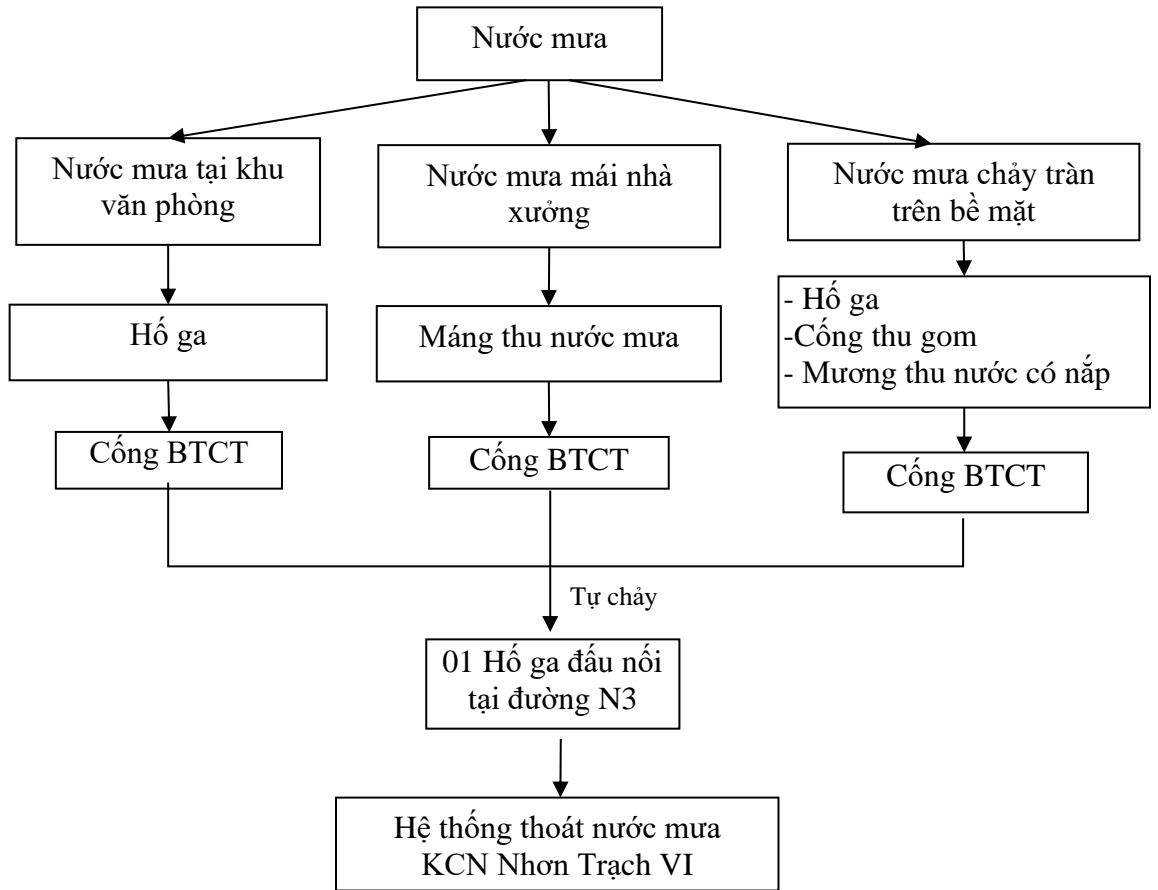 Nước mưa
Nước mưa tại khu
văn phòng
Nước mưa mái nhà
xưởng
Nước mưa chảy tràn
trên bề mặt
Hố ga
Máng thu nước mưa
- Hố ga
-Cống thu gom
- Mương thu nước có nắp
Cống BTCT
Cống BTCT
Cống BTCT
Tự chảy
01 Hố ga đấu nối
tại đường N3
Hệ thống thoát nước mưa
KCN Nhơn Trạch VI